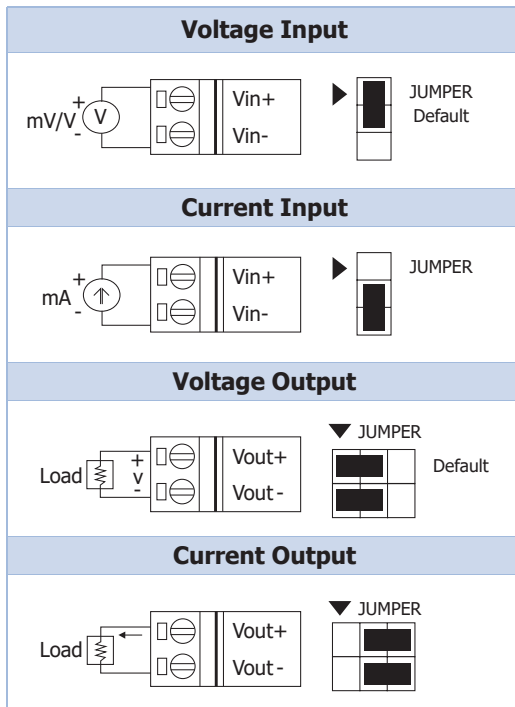 Voltage Input
mV/V
+
-
V
Vin+
Vin-
JUMPER
Default
Current Input
mA
+
-
Vin+
Vin-
JUMPER
Voltage Output
Load
+
V
-
Vout+
Vout-
JUMPER
Default
Current Output
Load
Vout+
Vout-
JUMPER